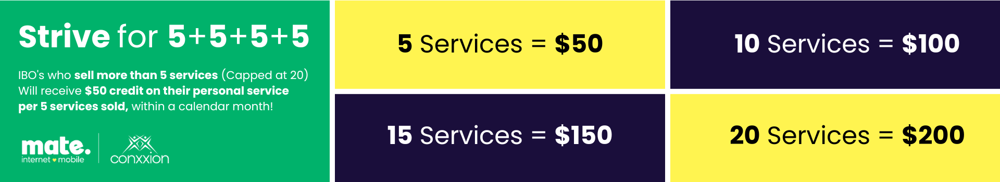 Strive for 5+5+5+5
IBO's who sell more than 5 services (Capped at 20)
Will receive $50 credit on their personal service
per 5 services sold, within a calendar month!
mate.
internet mobile
conxxion
5 Services = $50
10 Services = $100
15 Services = $150
20 Services = $200